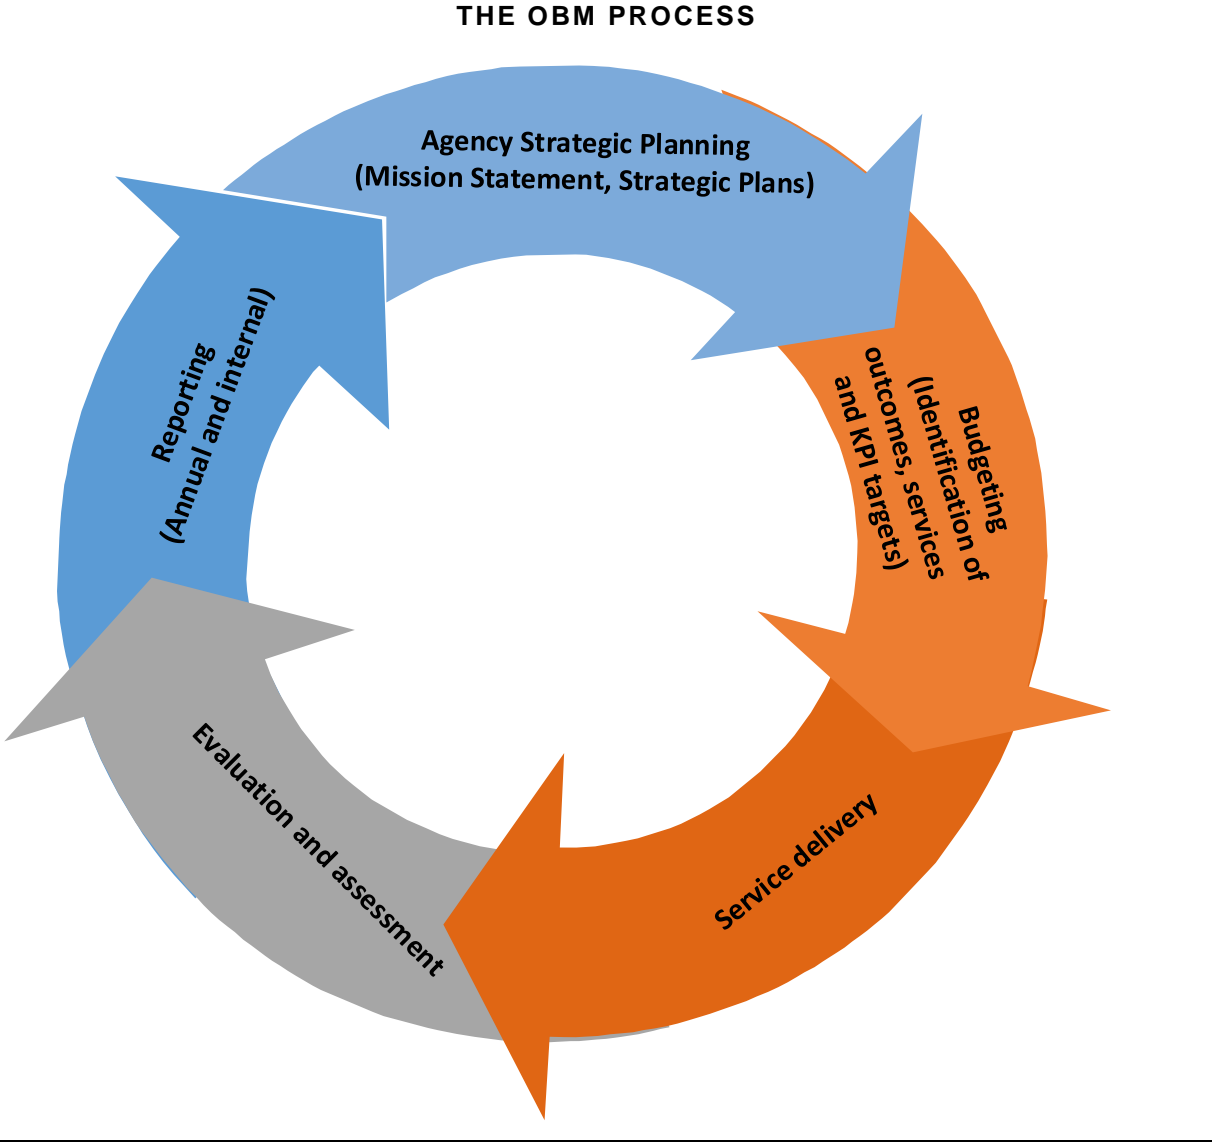 THE OBM PROCESS
Agency Strategic Planning
(Mission Statement, Strategic Plans)
Budgeting
(Identification of
outcomes, services
and KPI targets)
Service delivery
Evaluation and assessment
Reporting
(Annual and internal)